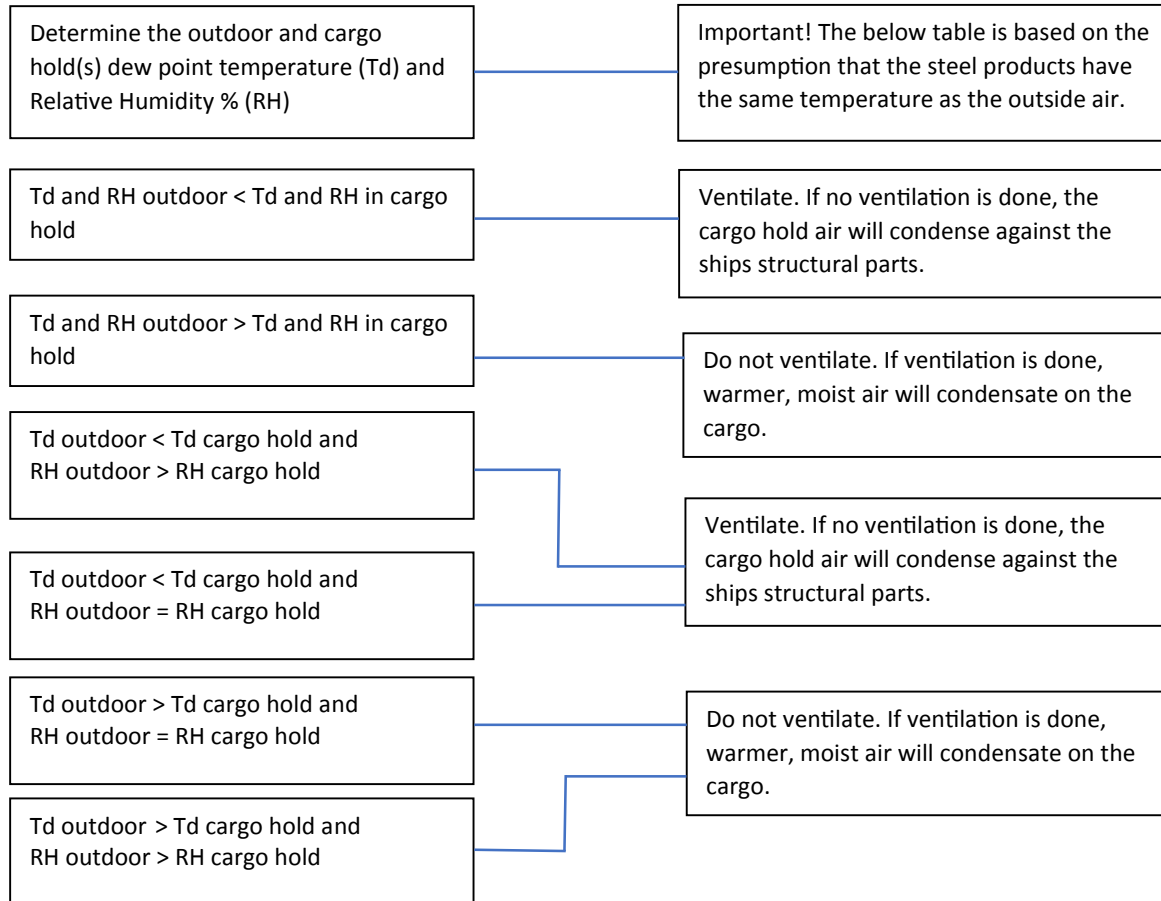 Determine the outdoor and cargo
hold(s) dew point temperature (Td) and
Relative Humidity % (RH)
Important! The below table is based on the
presumption that the steel products have
the same temperature as the outside air.
Td and RH outdoor < Td and RH in cargo
hold
Ventilate. If no ventilation is done, the
cargo hold air will condense against the
ships structural parts.
Td and RH outdoor > Td and RH in cargo
hold
Do not ventilate. If ventilation is done,
warmer, moist air will condensate on the
cargo.
Td outdoor < Td cargo hold and
RH outdoor > RH cargo hold
Td outdoor < Td cargo hold and
RH outdoor = RH cargo hold
Ventilate. If no ventilation is done, the
cargo hold air will condense against the
ships structural parts.
Td outdoor > Td cargo hold and
RH outdoor = RH cargo hold
Td outdoor > Td cargo hold and
RH outdoor > RH cargo hold
Do not ventilate. If ventilation is done,
warmer, moist air will condensate on the
cargo.